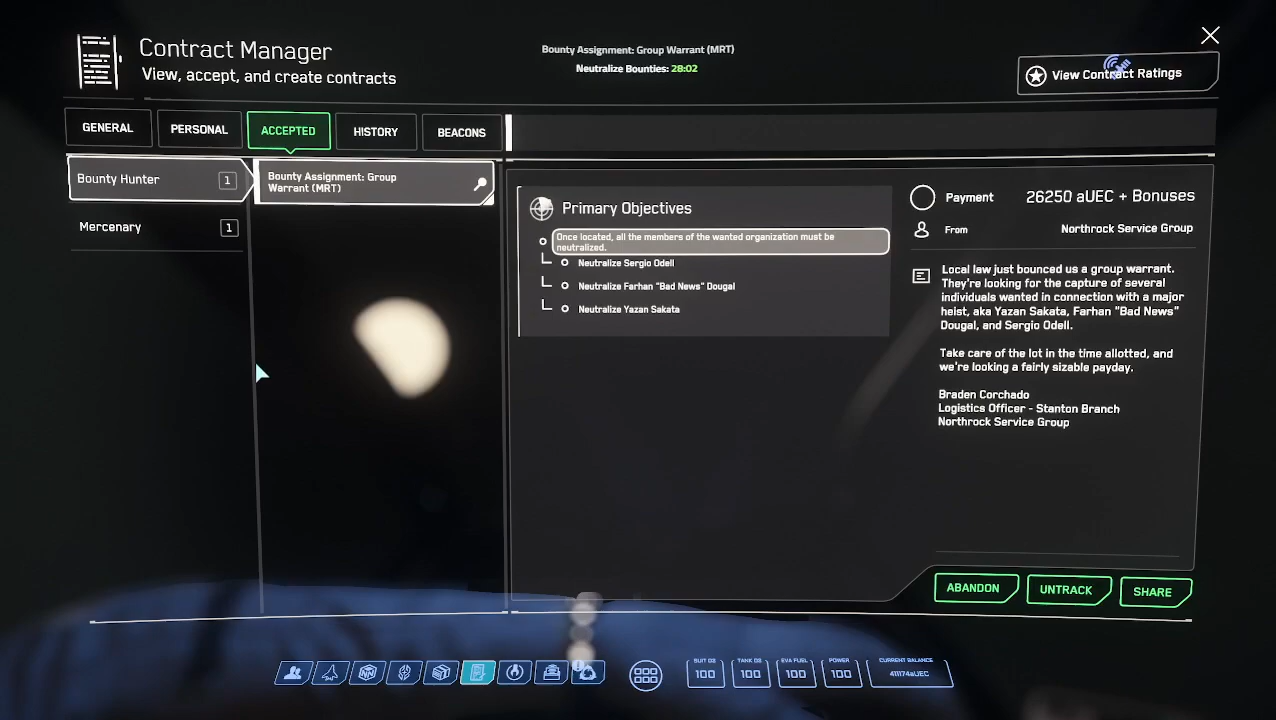 Contract Manager
View, accept, and create contracts
Bounty Assignment: Group Warrant (MRT)
Neutralize Bounties: 28:02
View Contract Ratings
GENERAL
PERSONAL
ACCEPTED
HISTORY
BEACONS
Bounty Hunter
1
Mercenary
1
Bounty Assignment: Group
Warrant (MRT)
Primary Objectives
Once located, all the members of the wanted organization must be
neutralized.
Neutralize Sergio Odell
Neutralize Farhan "Bad News" Dougal
Neutralize Yazan Sakata
Payment
26250 aUEC + Bonuses
From
Northrock Service Group
Local law just bounced us a group warrant.
They're looking for the capture of several
individuals wanted in connection with a major
heist, aka Yazan Sakata, Farhan "Bad News"
Dougal, and Sergio Odell.
Take care of the lot in the time allotted, and
we're looking a fairly sizable payday.
Braden Corchado
Logistics Officer - Stanton Branch
Northrock Service Group
ABANDON
UNTRACK
SHARE
SUIT O2
100
TANK O2
100
EVA FUEL
100
POWER
100
CURRENT BALANCE
411174aUEC